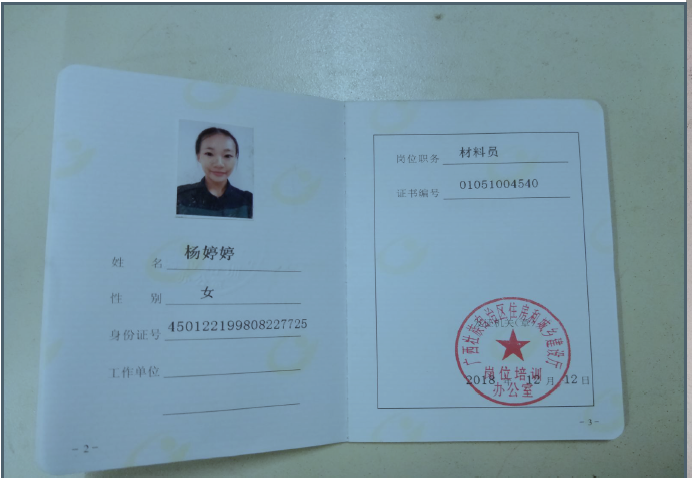 姓 名 杨婷婷
性 别 女
身份证号 450122199808227725
工作单位
-2-
岗位职务 材料员
证书编号 01051004540
广西壮族自治区住房和城乡建设厅
岗位培训
办公室
2018 年 12 月 12 日
-3-